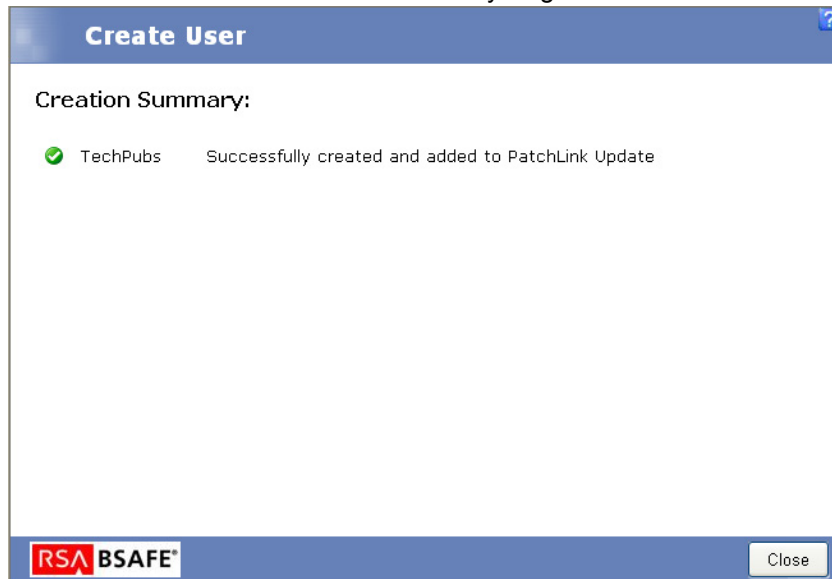 ?
Create User
Creation Summary:
TechPubs Successfully created and added to PatchLink Update
RSA BSAFE®
Close